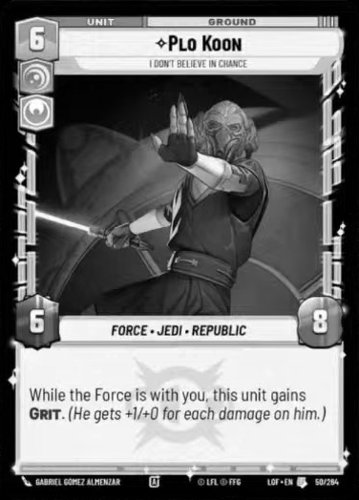 UNIT
GROUND
6
PLO KOON
I DON'T BELIEVE IN CHANCE
6
8
FORCE • JEDI • REPUBLIC
While the Force is with you, this unit gains
GRIT. (He gets +1/+0 for each damage on him.)
GABRIEL GOMEZ ALMENZAR A © LFL © FFG LOF • EN 50/264